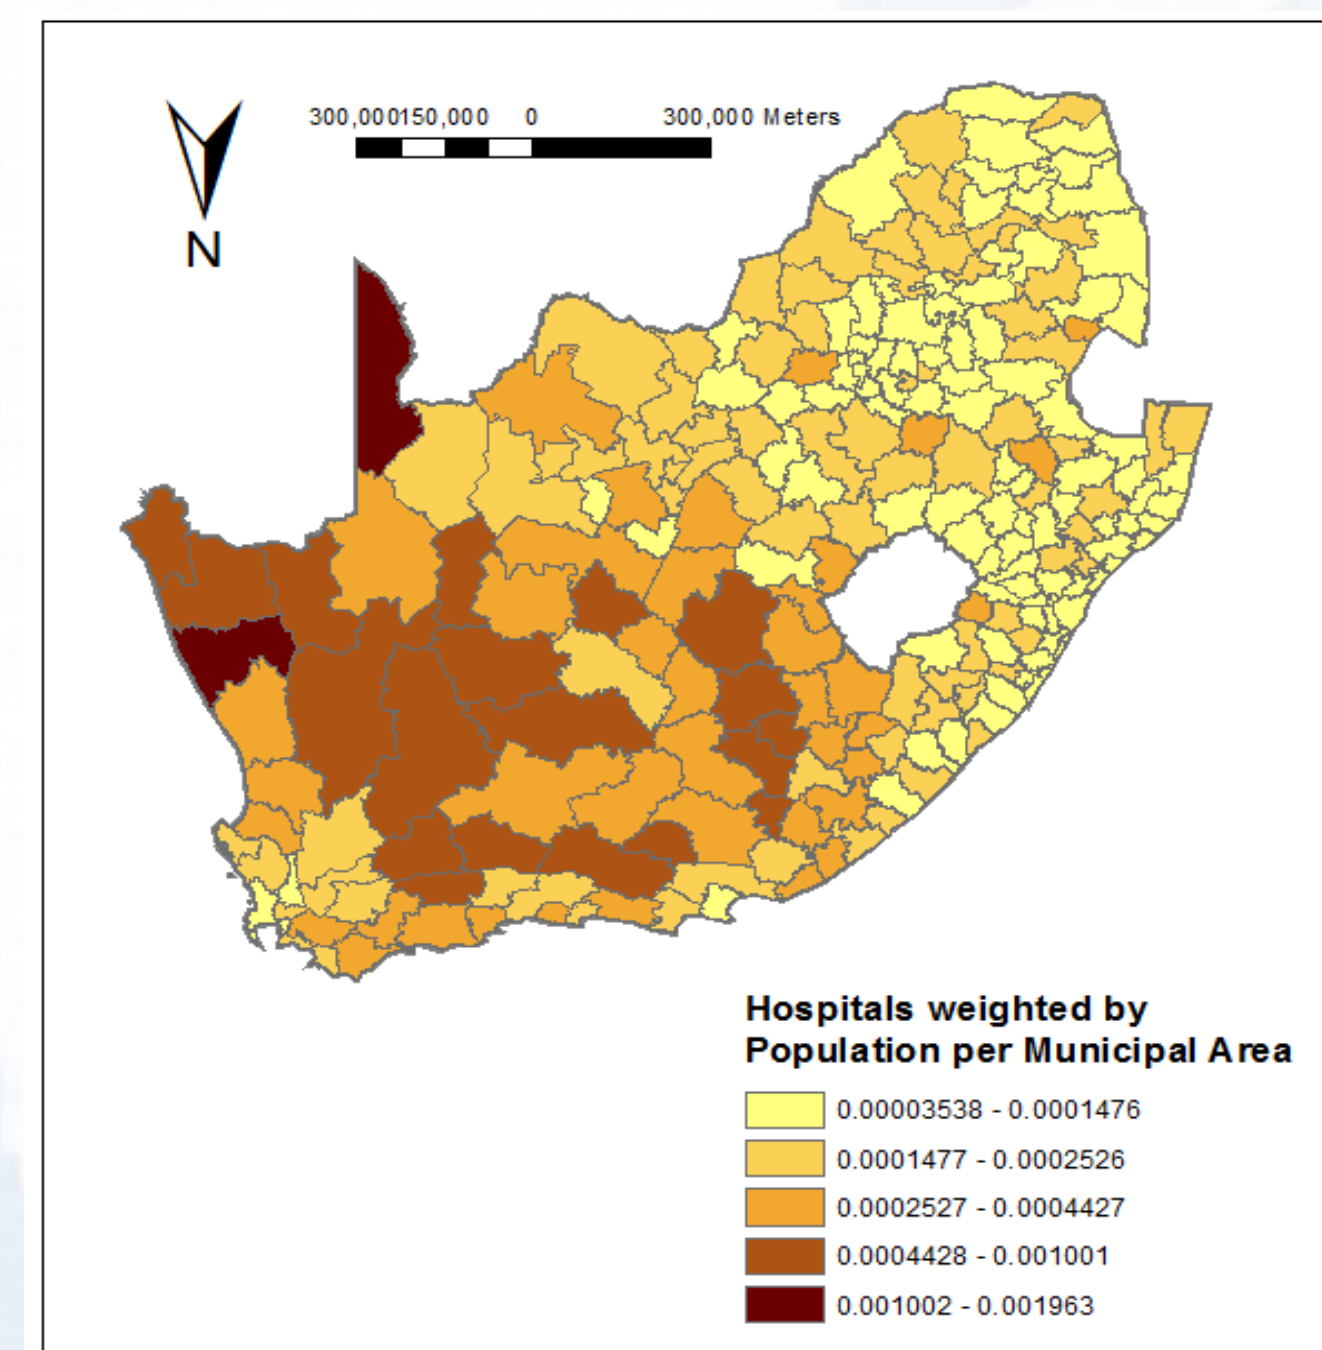 300,000150,000 0 300,000 Meters
N
Hospitals weighted by
Population per Municipal Area
0.00003538 - 0.0001476
0.0001477 - 0.0002526
0.0002527 - 0.0004427
0.0004428 - 0.001001
0.001002 - 0.001963